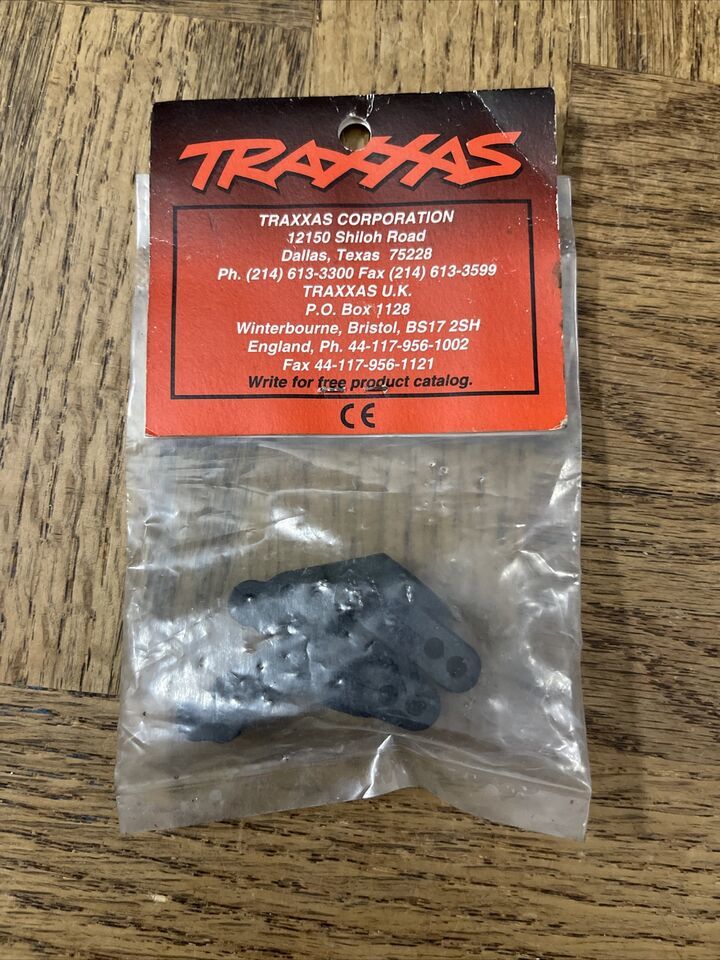 TRAXXAS
TRAXXAS CORPORATION
12150 Shiloh Road
Dallas, Texas 75228
Ph. (214) 613-3300 Fax (214) 613-3599
TRAXXAS U.K.
P.O. Box 1128
Winterbourne, Bristol, BS17 2SH
England, Ph. 44-117-956-1002
Fax 44-117-956-1121
Write for free product catalog.
CE